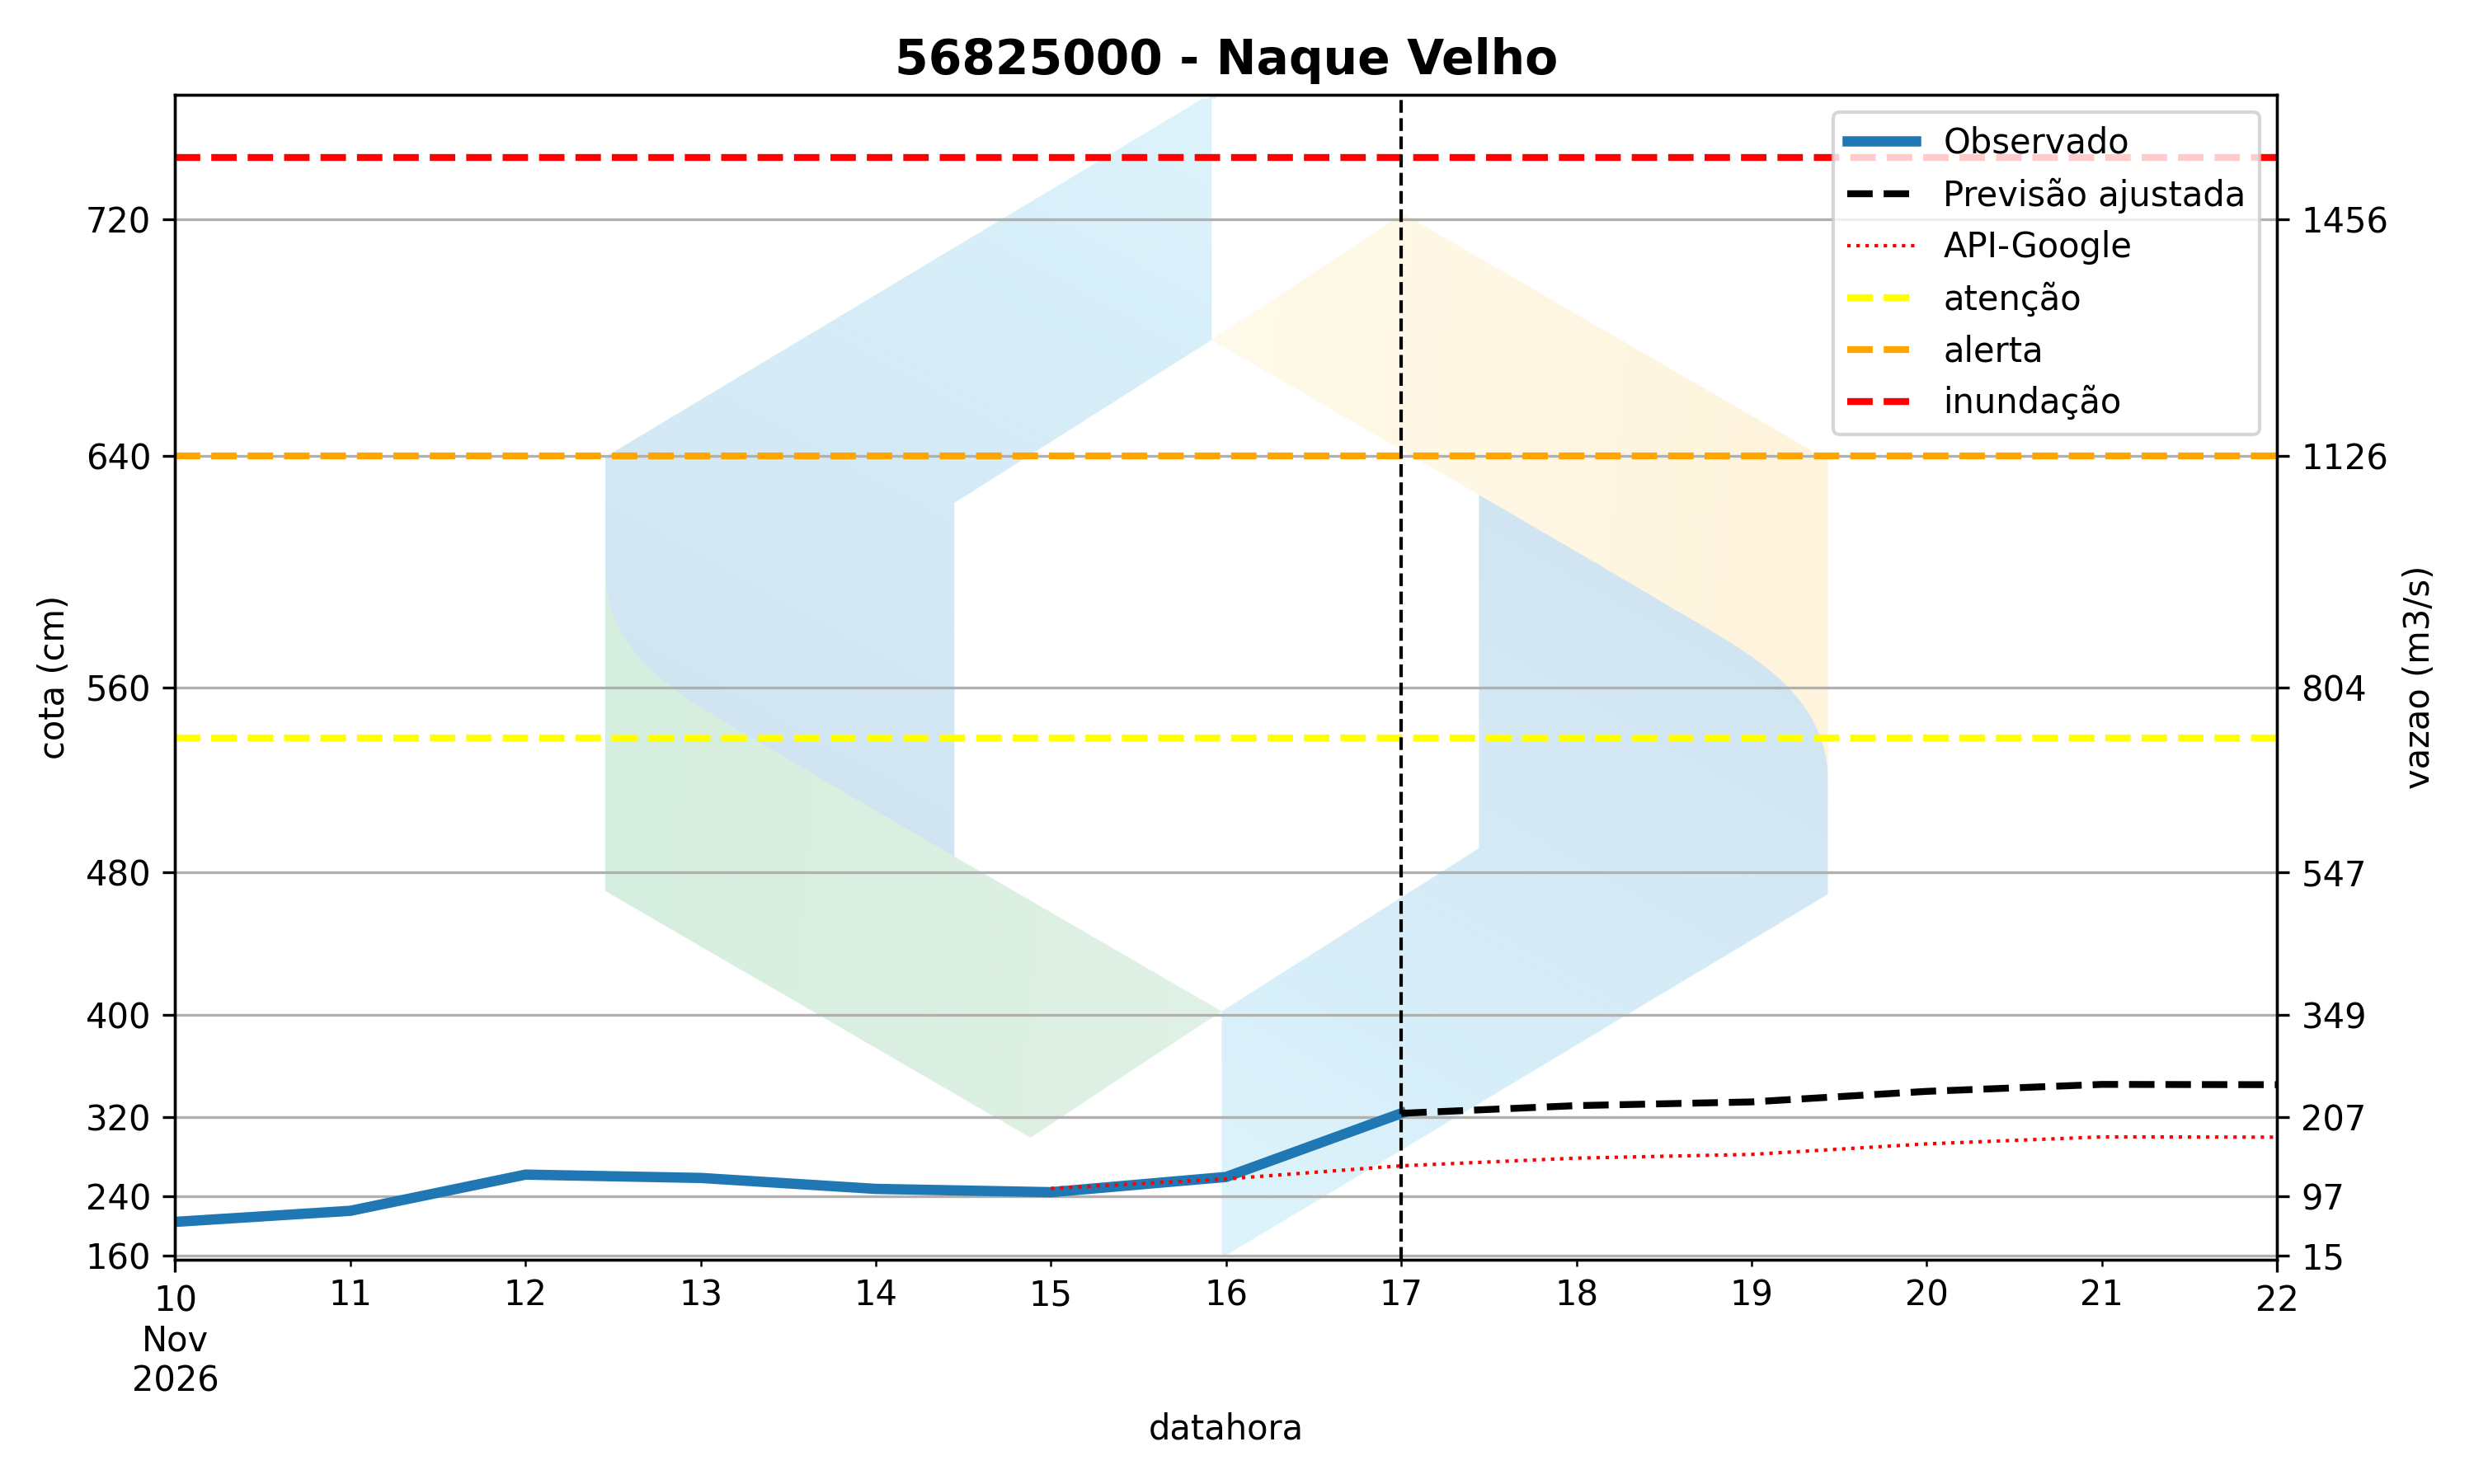 56825000 - Naque Velho
Observado
Previsão ajustada
API-Google
atenção
alerta
inundação
720
640
560
480
400
320
240
160
cota (cm)
1456
1126
804
547
349
207
97
15
vazao (m3/s)
10 11 12 13 14 15 16 17 18 19 20 21 22
Nov
2026
datahora